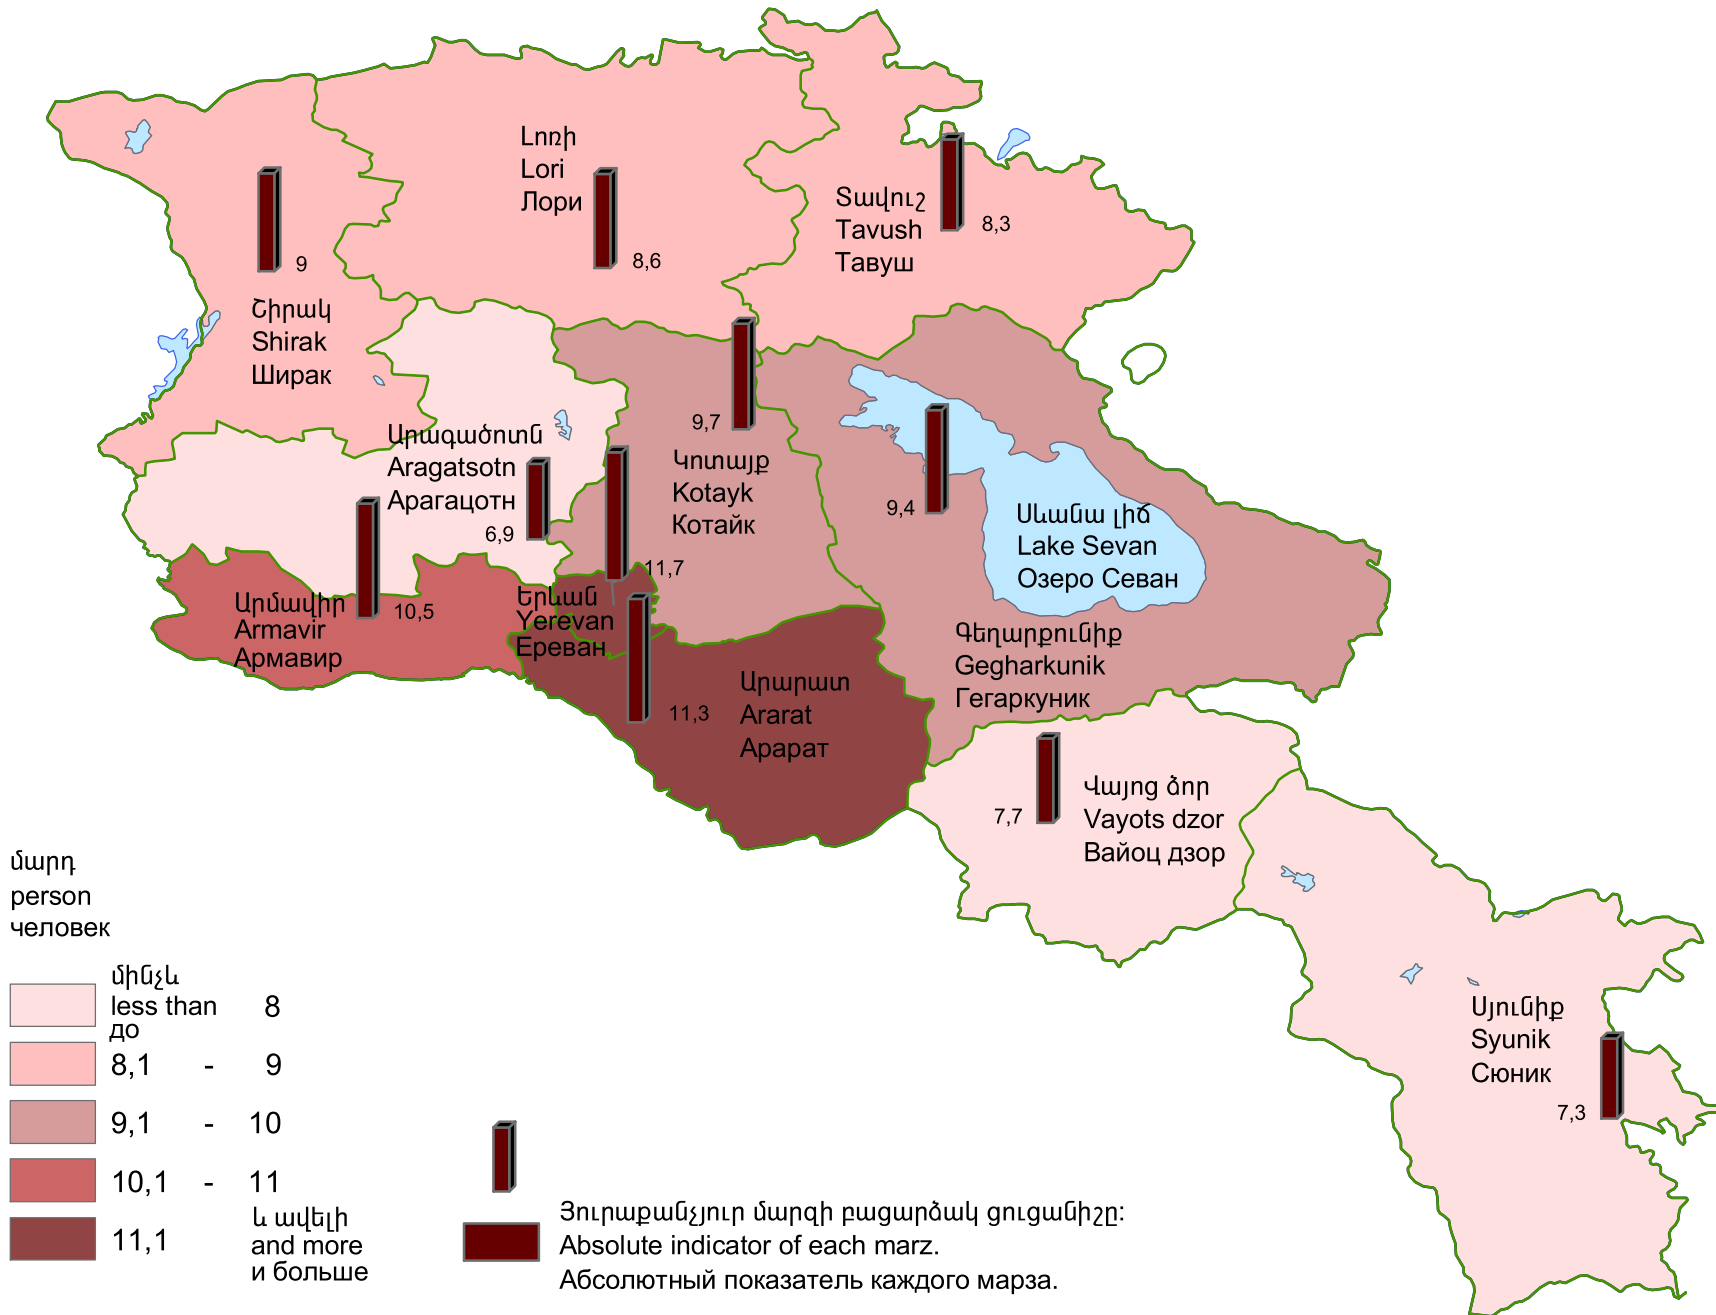 Լոռի
Lori
Лори
8,6
Տավուշ
Tavush
Тавуш
8,3
9
Շիրակ
Shirak
Ширак
Արագածոտն
Aragatsotn
Арагацотн
6,9
9,7
Կոտայք
Kotayk
Котайк
9,4
Սևանա լիճ
Lake Sevan
Озеро Севан
11,7
Երևան
Yerevan
Ереван
Արմավիր
Armavir
Армавир
10,5
Գեղարքունիք
Gegharkunik
Гегаркуник
Արարատ
Ararat
Арарат
11,3
Վայոց ձոր
Vayots dzor
Вайоц дзор
7,7
Սյունիք
Syunik
Сюник
7,3
մարդ
person
человек
մինչև
less than 8
до
8,1 - 9
9,1 - 10
10,1 - 11
11,1
և ավելի
and more
и больше
Յուրաքանչյուր մարզի բացարձակ ցուցանիշը:
Absolute indicator of each marz.
Абсолютный показатель каждого марза.